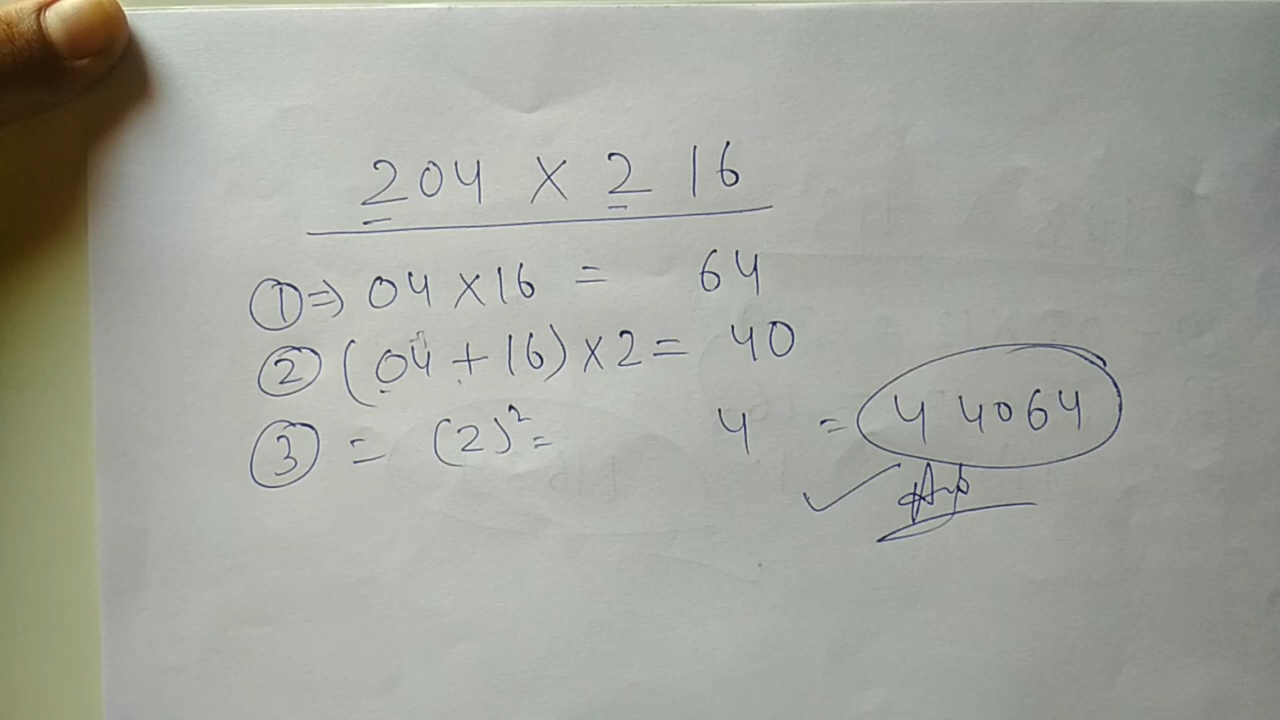 204 × 216
① ⇒ 04 × 16 = 64
② (04 + 16) × 2 = 40
③ = (2)² = 4 = 44064